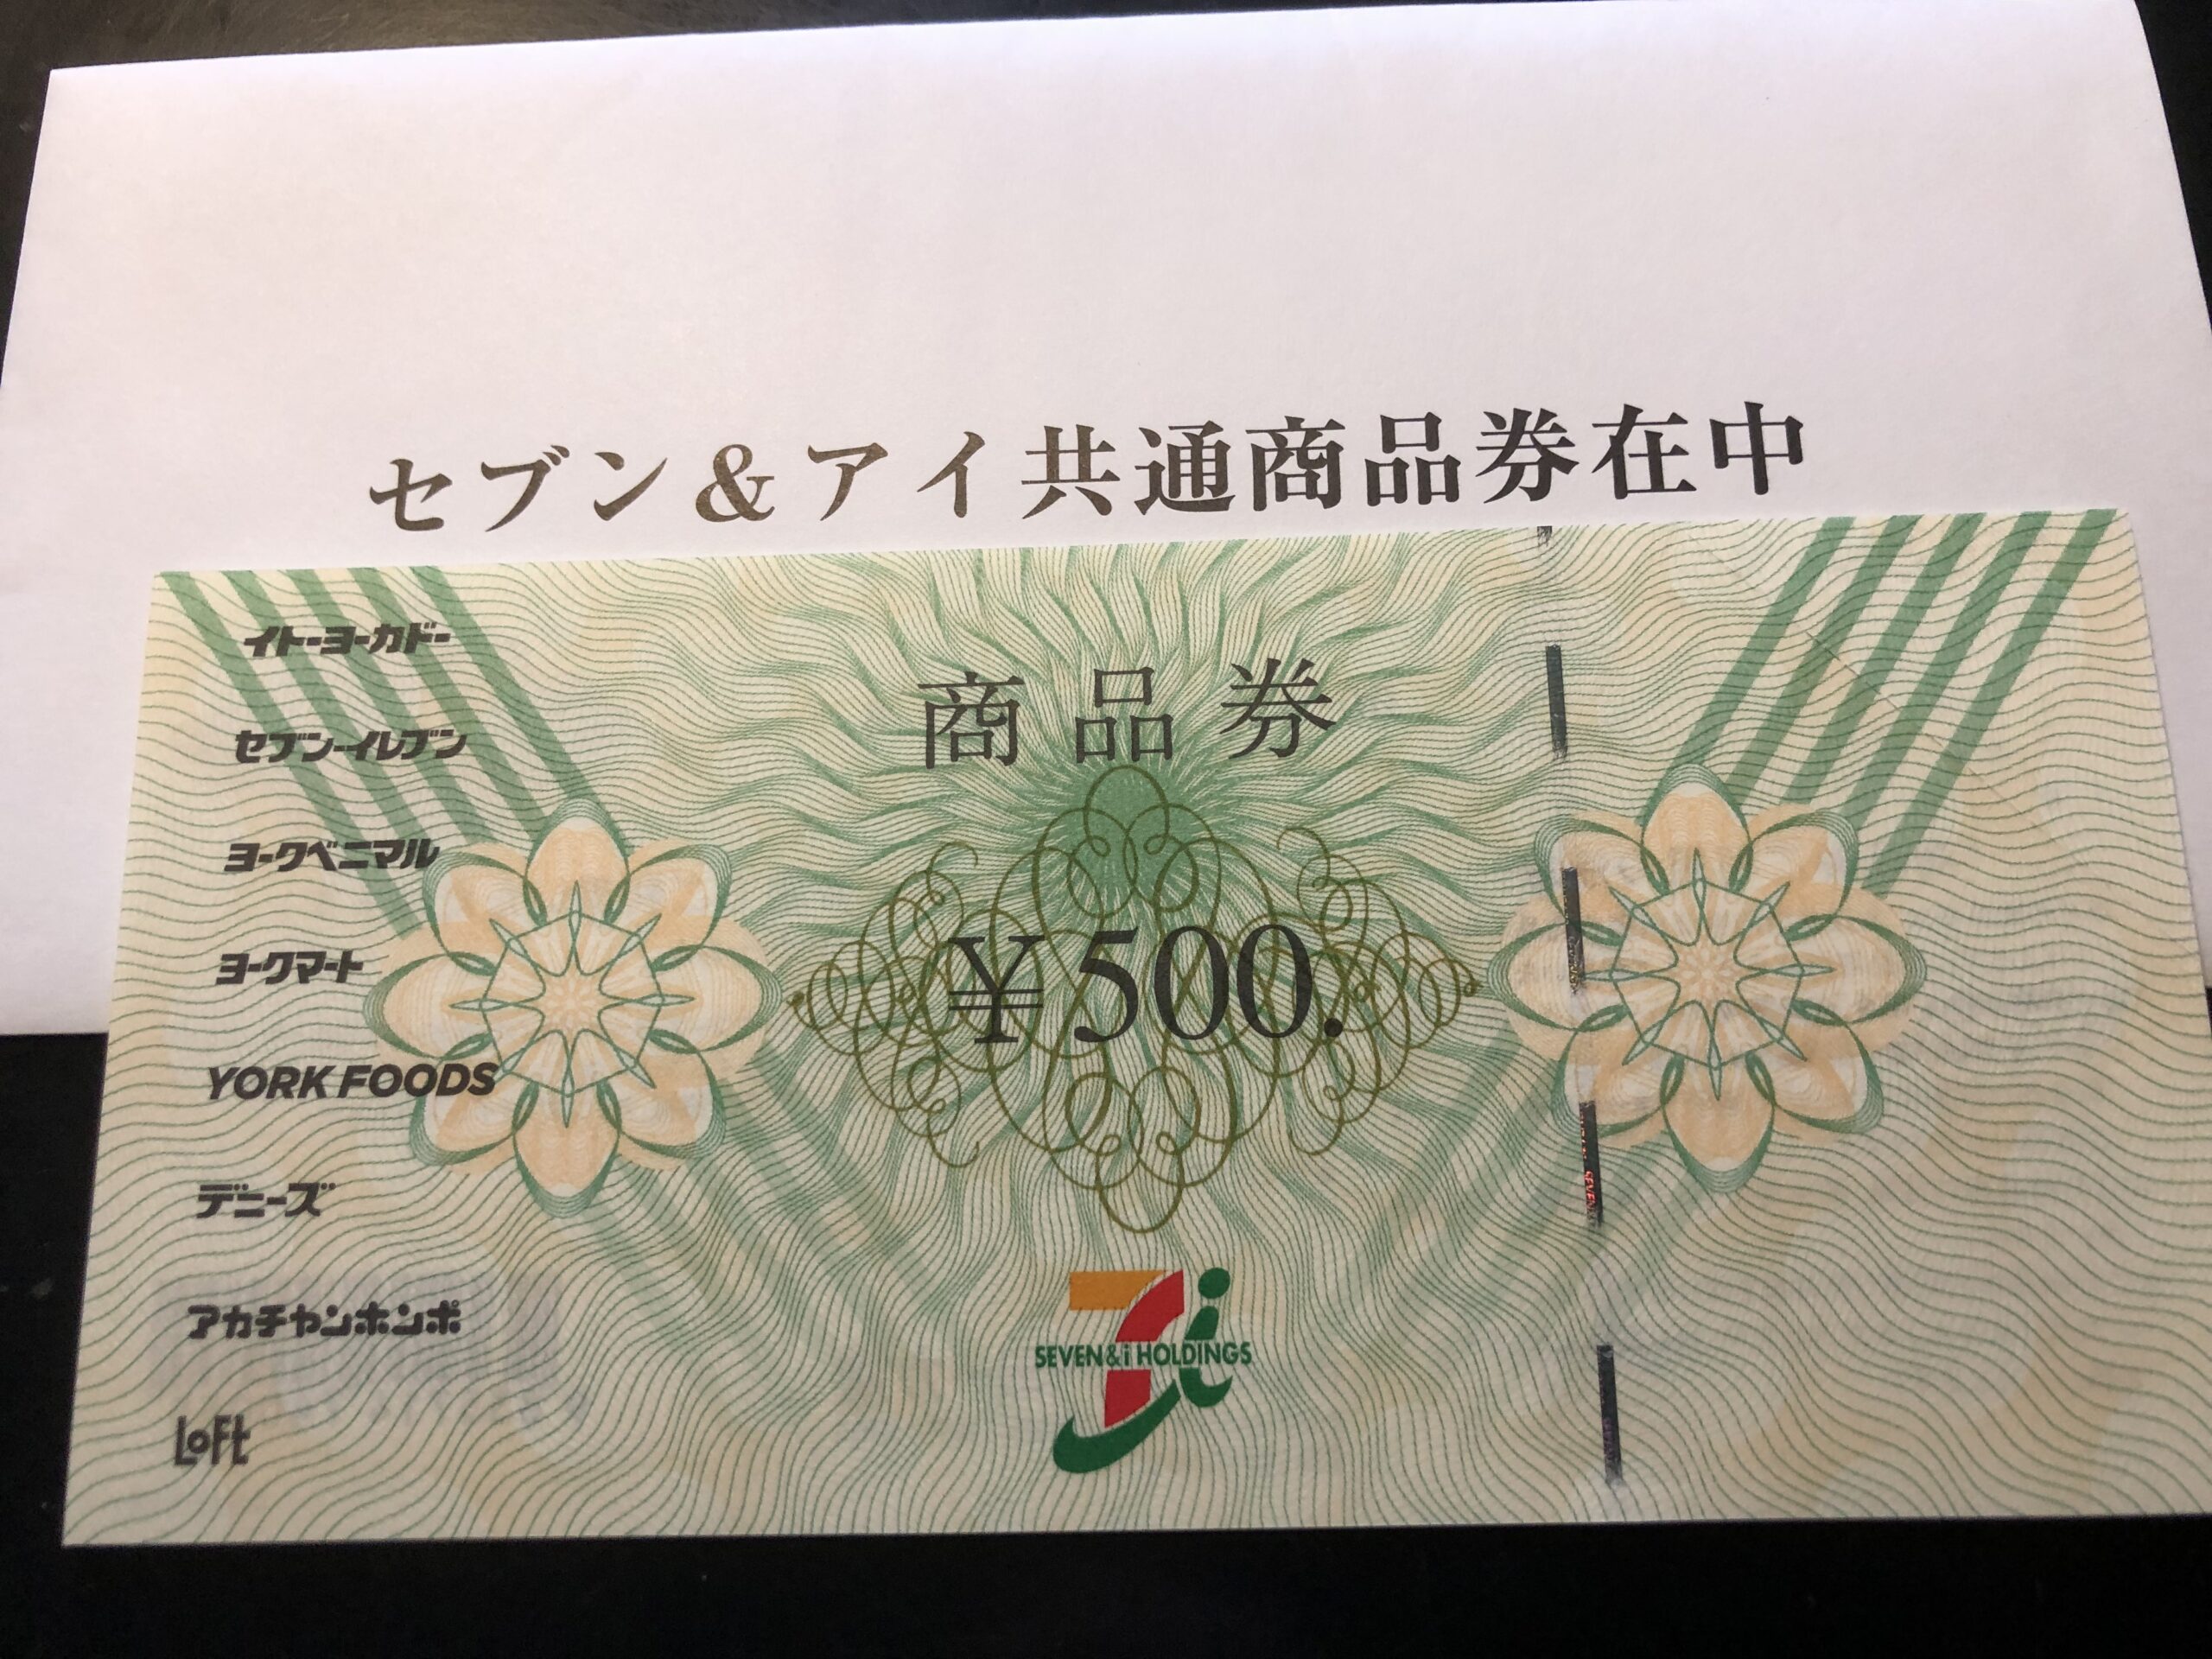 セブン&アイ共通商品券在中
商品券
¥500.
イトーヨーカドー
セブン-イレブン
ヨークベニマル
ヨークマート
YORK FOODS
デニーズ
アカチャンホンポ
LoFt
SEVEN&i HOLDINGS